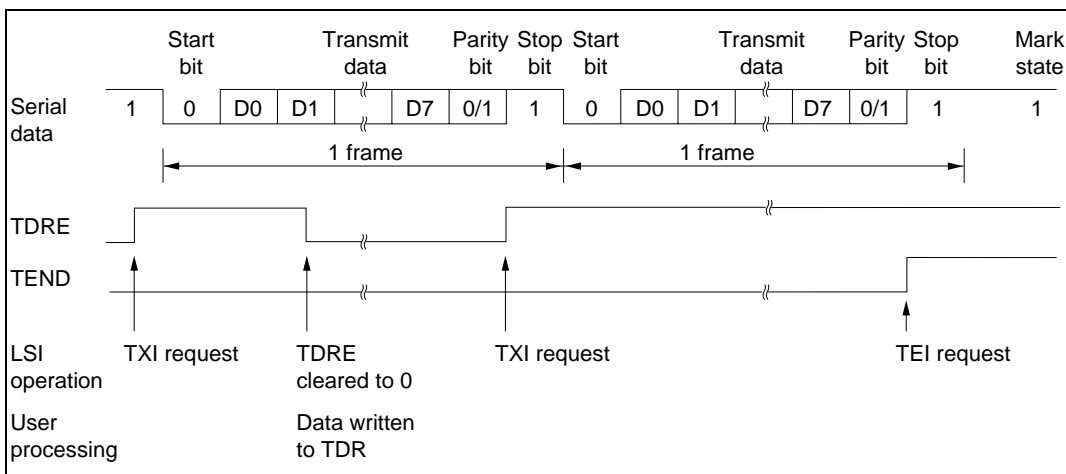 Start bit Transmit data Parity bit Stop bit Start bit Transmit data Parity bit Stop bit Mark state
Serial data 1 0 D0 D1 D7 0/1 1 0 D0 D1 D7 0/1 1 1
1 frame 1 frame
TDRE
TEND
LSI operation TXI request TDRE cleared to 0 TXI request TEI request
User processing Data written to TDR